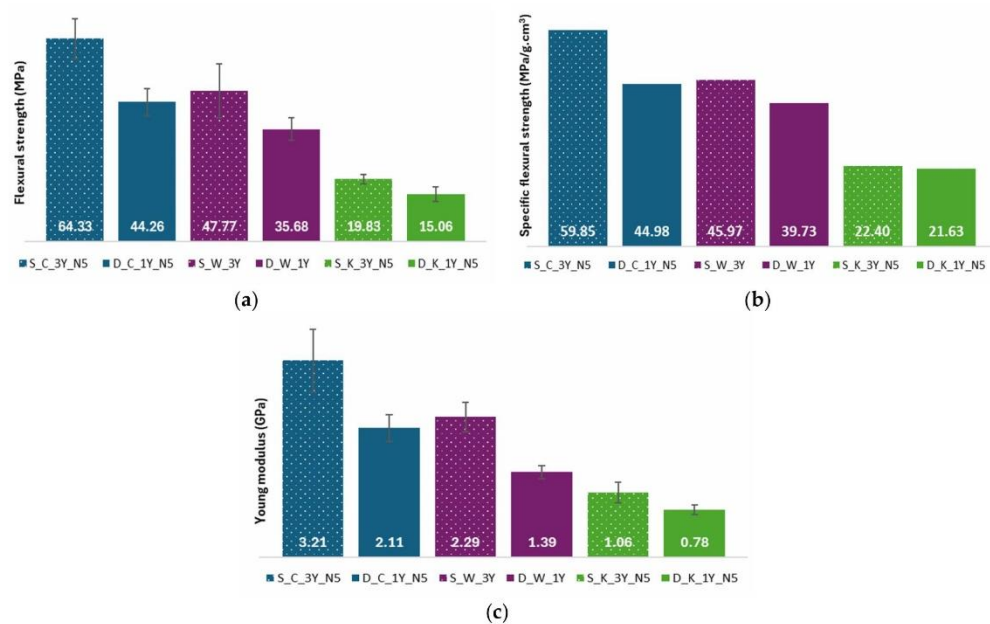 Flexural strength (MPa)
64.33 44.26 47.77 35.68 19.83 15.06
S_C_3Y_N5 D_C_1Y_N5 S_W_3Y D_W_1Y S_K_3Y_N5 D_K_1Y_N5
(a)
Specific flexural strength (MPa/g.cm³)
59.85 44.98 45.97 39.73 22.40 21.63
S_C_3Y_N5 D_C_1Y_N5 S_W_3Y D_W_1Y S_K_3Y_N5 D_K_1Y_N5
(b)
Young modulus (GPa)
3.21 2.11 2.29 1.39 1.06 0.78
S_C_3Y_N5 D_C_1Y_N5 S_W_3Y D_W_1Y S_K_3Y_N5 D_K_1Y_N5
(c)